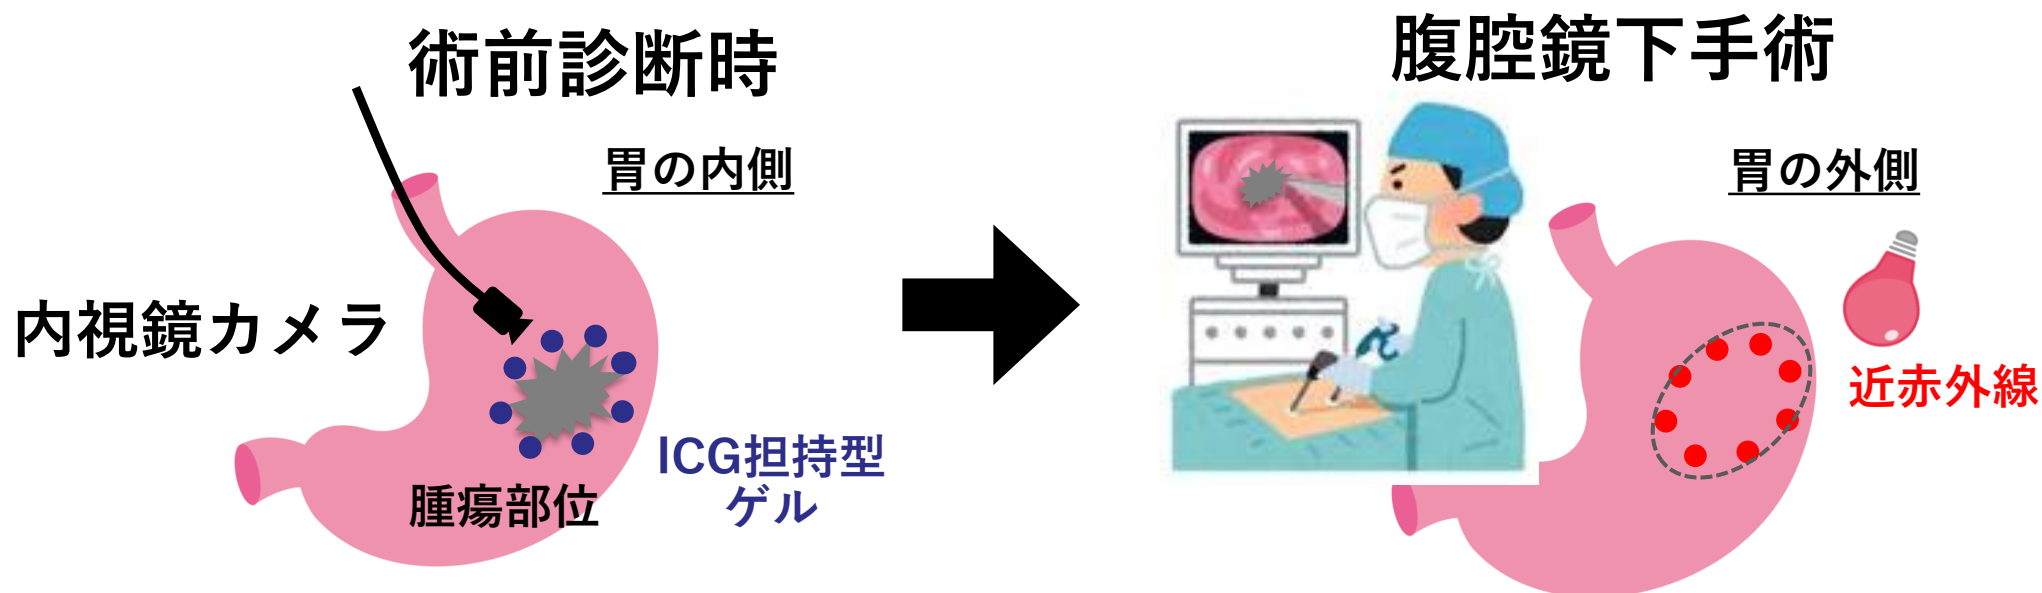 術前診断時
胃の内側
内視鏡カメラ
ICG担持型
ゲル
腫瘍部位
腹腔鏡下手術
胃の外側
近赤外線